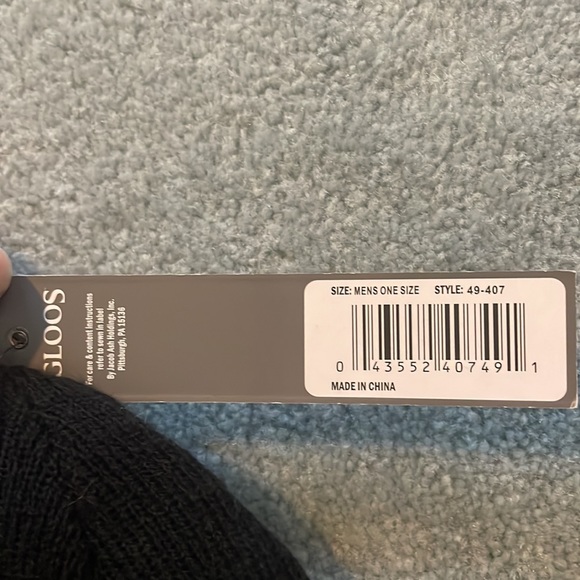 GLOOS
For care & content instructions
refer to sewn in label
By Jacob Ash Holdings, Inc.
Pittsburgh, PA 15136
SIZE: MENS ONE SIZE STYLE: 49-407
0 43552 40749 1
MADE IN CHINA